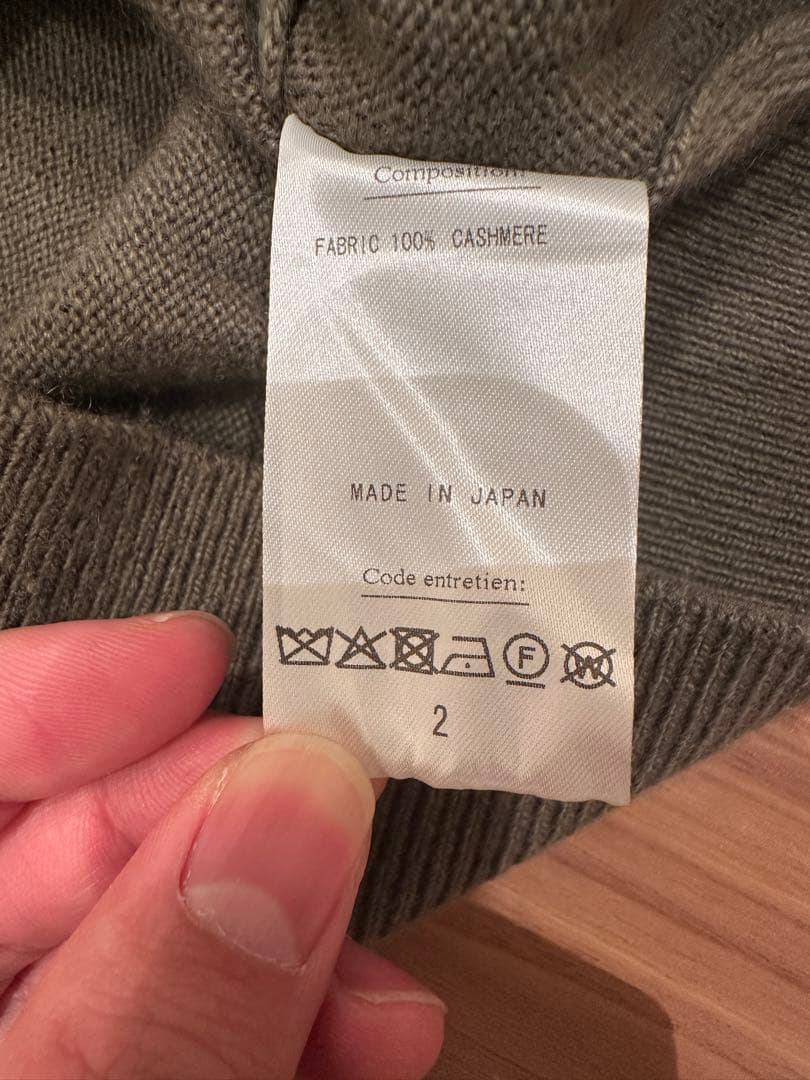 Composition:
FABRIC 100% CASHMERE
MADE IN JAPAN
Code entretien:
F W
2